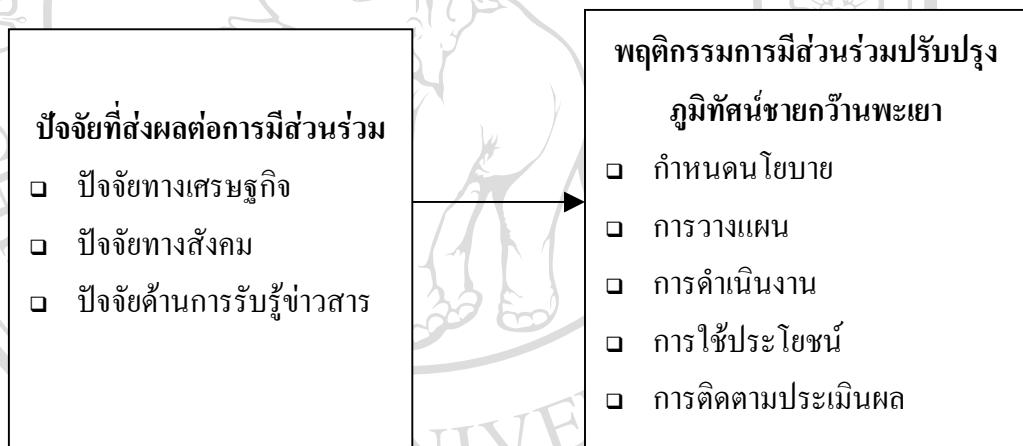 ปัจจัยที่ส่งผลต่อการมีส่วนร่วม
❑ ปัจจัยทางเศรษฐกิจ
❑ ปัจจัยทางสังคม
❑ ปัจจัยด้านการรับรู้ข่าวสาร
พฤติกรรมการมีส่วนร่วมปรับปรุง
ภูมิทัศน์ชายกว๊านพะเยา
❑ กำหนดนโยบาย
❑ การวางแผน
❑ การดำเนินงาน
❑ การใช้ประโยชน์
❑ การติดตามประเมินผล